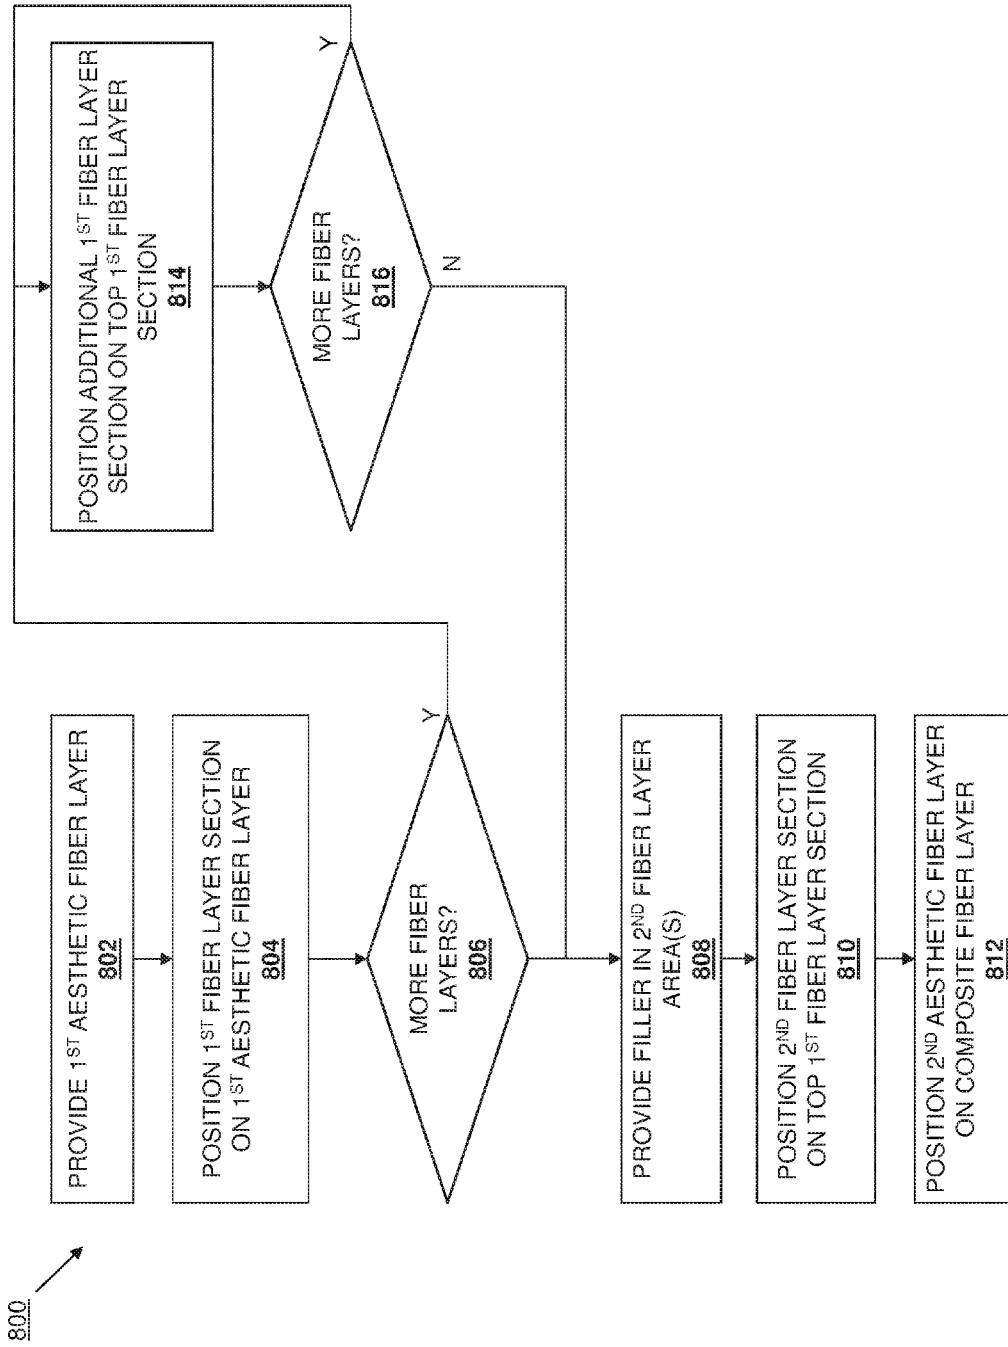 800
PROVIDE 1ST AESTHETIC FIBER LAYER
802
POSITION 1ST FIBER LAYER SECTION
ON 1ST AESTHETIC FIBER LAYER
804
MORE FIBER
LAYERS?
806
Y
PROVIDE FILLER IN 2ND FIBER LAYER
AREA(S)
808
POSITION 2ND FIBER LAYER SECTION
ON TOP 1ST FIBER LAYER SECTION
810
POSITION 2ND AESTHETIC FIBER LAYER
ON COMPOSITE FIBER LAYER
812
POSITION ADDITIONAL 1ST FIBER LAYER
SECTION ON TOP 1ST FIBER LAYER
SECTION
814
MORE FIBER
LAYERS?
816
Y
N